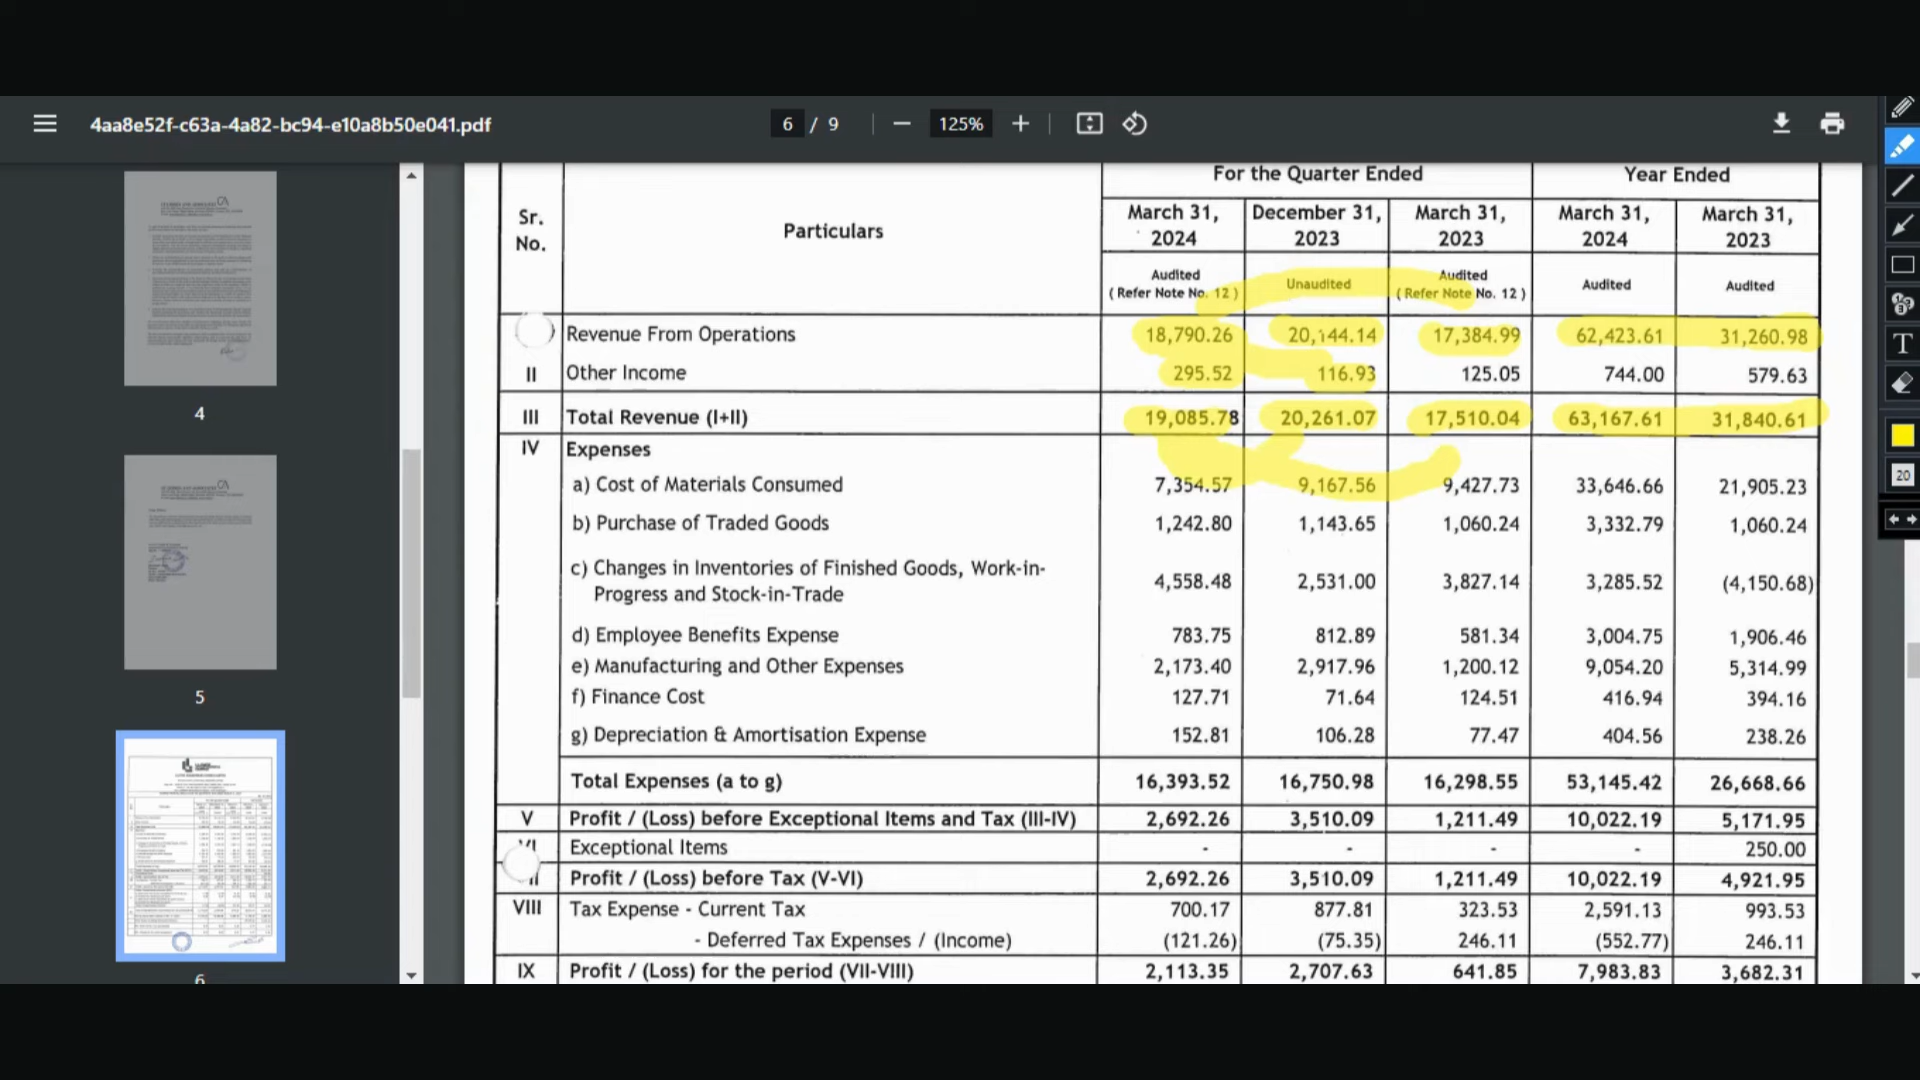 4aa8e52f-c63a-4a82-bc94-e10a8b50e041.pdf 6 / 9 125%
For the Quarter Ended Year Ended
Sr. No. Particulars March 31, 2024 December 31, 2023 March 31, 2023 March 31, 2024 March 31, 2023
Audited ( Refer Note No. 12 ) Unaudited Audited ( Refer Note No. 12 ) Audited Audited
Revenue From Operations 18,790.26 20,144.14 17,384.99 62,423.61 31,260.98
II Other Income 295.52 116.93 125.05 744.00 579.63
III Total Revenue (I+II) 19,085.78 20,261.07 17,510.04 63,167.61 31,840.61
IV Expenses
a) Cost of Materials Consumed 7,354.57 9,167.56 9,427.73 33,646.66 21,905.23
b) Purchase of Traded Goods 1,242.80 1,143.65 1,060.24 3,332.79 1,060.24
c) Changes in Inventories of Finished Goods, Work-in-
Progress and Stock-in-Trade 4,558.48 2,531.00 3,827.14 3,285.52 (4,150.68)
d) Employee Benefits Expense 783.75 812.89 581.34 3,004.75 1,906.46
e) Manufacturing and Other Expenses 2,173.40 2,917.96 1,200.12 9,054.20 5,314.99
f) Finance Cost 127.71 71.64 124.51 416.94 394.16
g) Depreciation & Amortisation Expense 152.81 106.28 77.47 404.56 238.26
Total Expenses (a to g) 16,393.52 16,750.98 16,298.55 53,145.42 26,668.66
V Profit / (Loss) before Exceptional Items and Tax (III-IV) 2,692.26 3,510.09 1,211.49 10,022.19 5,171.95
VI Exceptional Items - - - - 250.00
Profit / (Loss) before Tax (V-VI) 2,692.26 3,510.09 1,211.49 10,022.19 4,921.95
VIII Tax Expense - Current Tax 700.17 877.81 323.53 2,591.13 993.53
- Deferred Tax Expenses / (Income) (121.26) (75.35) 246.11 (552.77) 246.11
IX Profit / (Loss) for the period (VII-VIII) 2,113.35 2,707.63 641.85 7,983.83 3,682.31
4
5
6
T
20